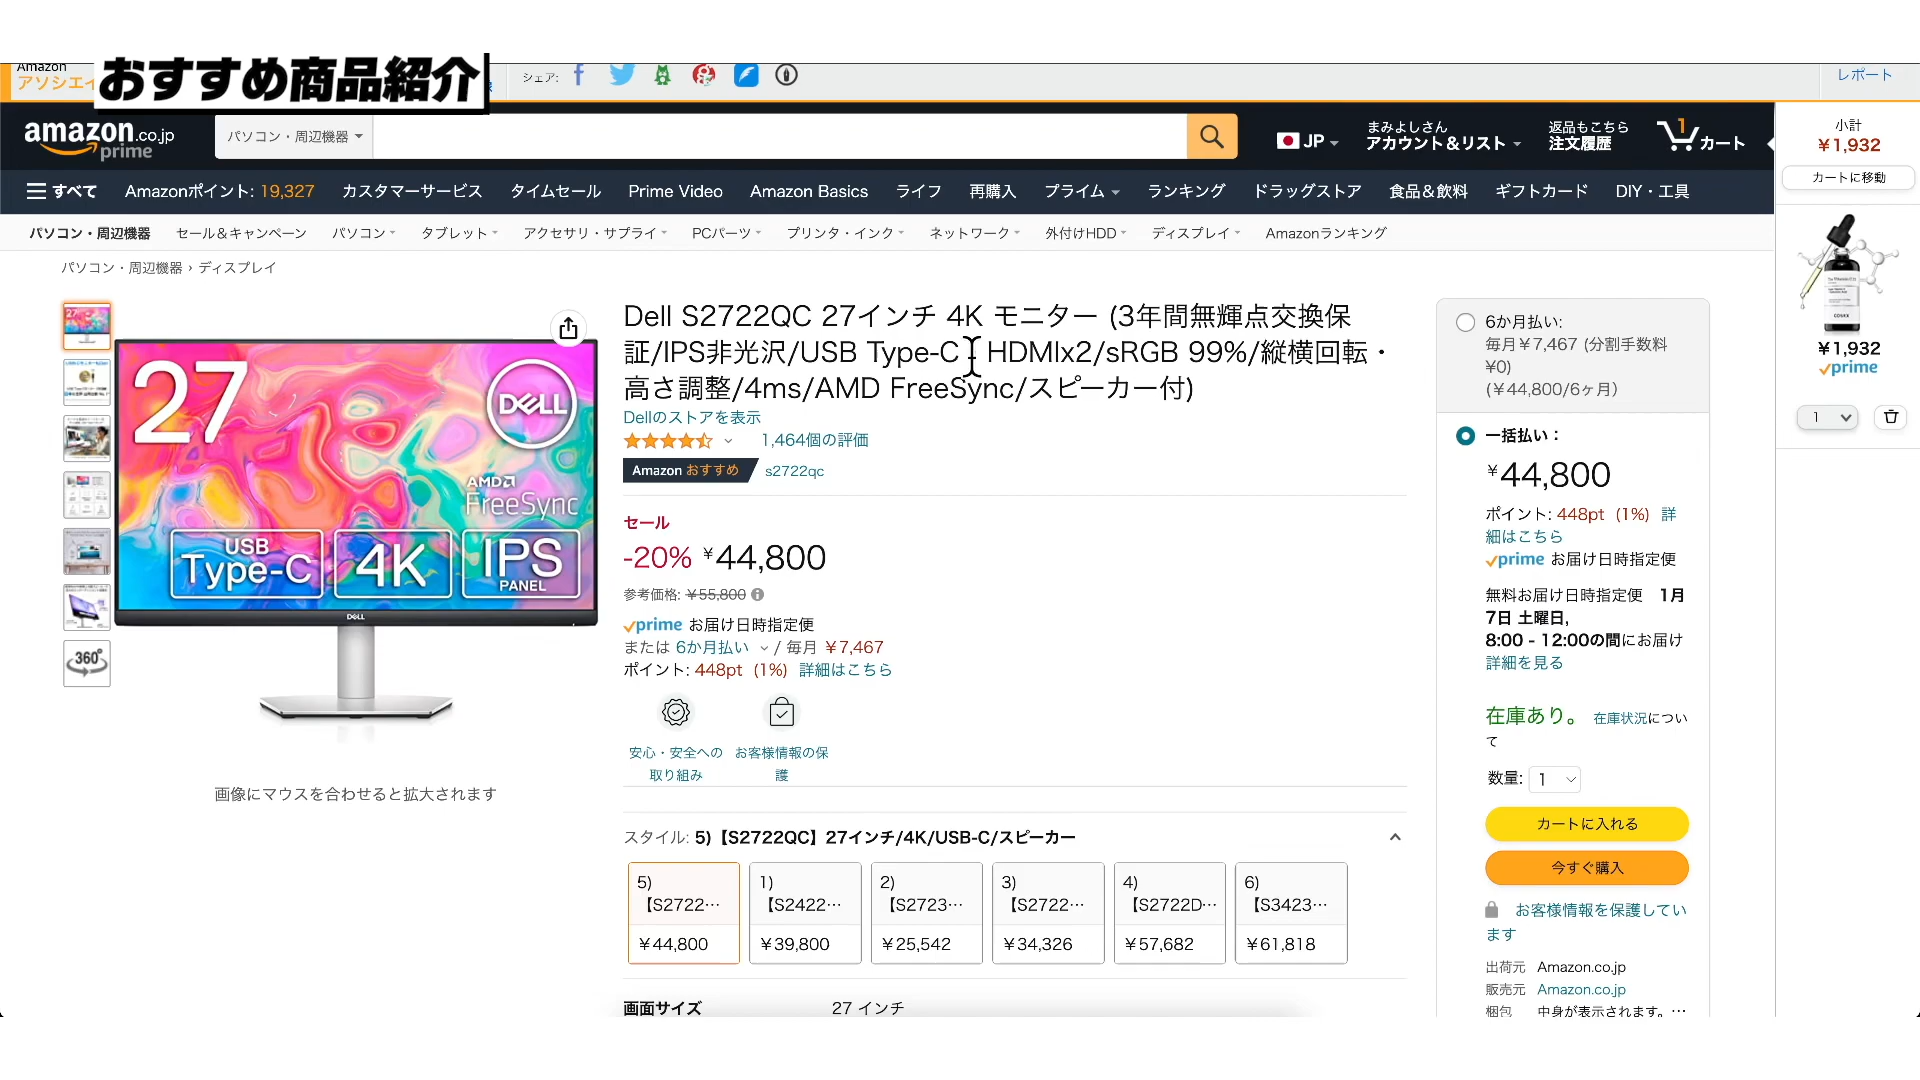 Amazon
アソシエイ
おすすめ商品紹介
シェア:
レポート
amazon.co.jp
prime
パソコン・周辺機器
JP
まみよしさん
アカウント＆リスト
返品もこちら
注文履歴
1
カート
小計
￥1,932
カートに移動
すべて
Amazonポイント: 19,327
カスタマーサービス
タイムセール
Prime Video
Amazon Basics
ライフ
再購入
プライム
ランキング
ドラッグストア
食品＆飲料
ギフトカード
DIY・工具
パソコン・周辺機器
セール＆キャンペーン
パソコン
タブレット
アクセサリ・サプライ
PCパーツ
プリンタ・インク
ネットワーク
外付けHDD
ディスプレイ
Amazonランキング
パソコン・周辺機器 › ディスプレイ
27
DELL
AMD
FreeSync
USB
Type-C
4K
IPS
PANEL
DELL
360°
画像にマウスを合わせると拡大されます
Dell S2722QC 27インチ 4K モニター (3年間無輝点交換保
証/IPS非光沢/USB Type-C HDMIx2/sRGB 99%/縦横回転・
高さ調整/4ms/AMD FreeSync/スピーカー付)
Dellのストアを表示
1,464個の評価
Amazon おすすめ
s2722qc
セール
-20% ￥44,800
参考価格: ￥55,800
prime お届け日時指定便
または 6か月払い / 毎月 ￥7,467
ポイント: 448pt (1%) 詳細はこちら
安心・安全への
取り組み
お客様情報の保
護
スタイル: 5)【S2722QC】27インチ/4K/USB-C/スピーカー
5)
【S2722…
￥44,800
1)
【S2422…
￥39,800
2)
【S2723…
￥25,542
3)
【S2722…
￥34,326
4)
【S2722D…
￥57,682
6)
【S3423…
￥61,818
画面サイズ
27 インチ
6か月払い:
毎月￥7,467 (分割手数料
¥0)
(￥44,800/6ヶ月)
一括払い：
￥44,800
ポイント: 448pt (1%) 詳
細はこちら
prime お届け日時指定便
無料お届け日時指定便 1月
7日 土曜日,
8:00 - 12:00の間にお届け
詳細を見る
在庫あり。 在庫状況につい
て
数量: 1
カートに入れる
今すぐ購入
お客様情報を保護してい
ます
出荷元 Amazon.co.jp
販売元 Amazon.co.jp
梱包 中身が表示されます。…
￥1,932
prime
1